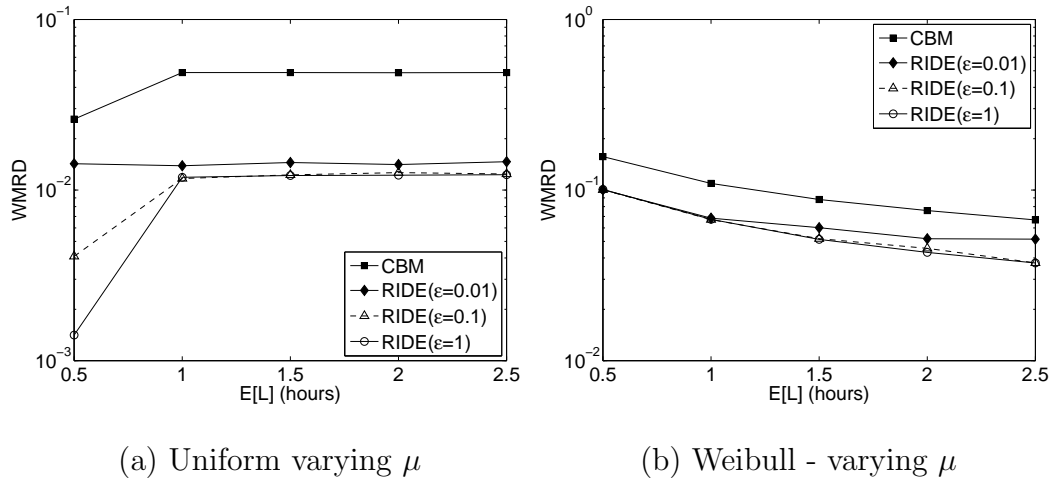 10⁻¹
10⁻²
10⁻³
WMRD
0.5 1 1.5 2 2.5
E[L] (hours)
CBM
RIDE(ε=0.01)
RIDE(ε=0.1)
RIDE(ε=1)
(a) Uniform varying μ
10⁰
10⁻¹
10⁻²
WMRD
0.5 1 1.5 2 2.5
E[L] (hours)
CBM
RIDE(ε=0.01)
RIDE(ε=0.1)
RIDE(ε=1)
(b) Weibull - varying μ